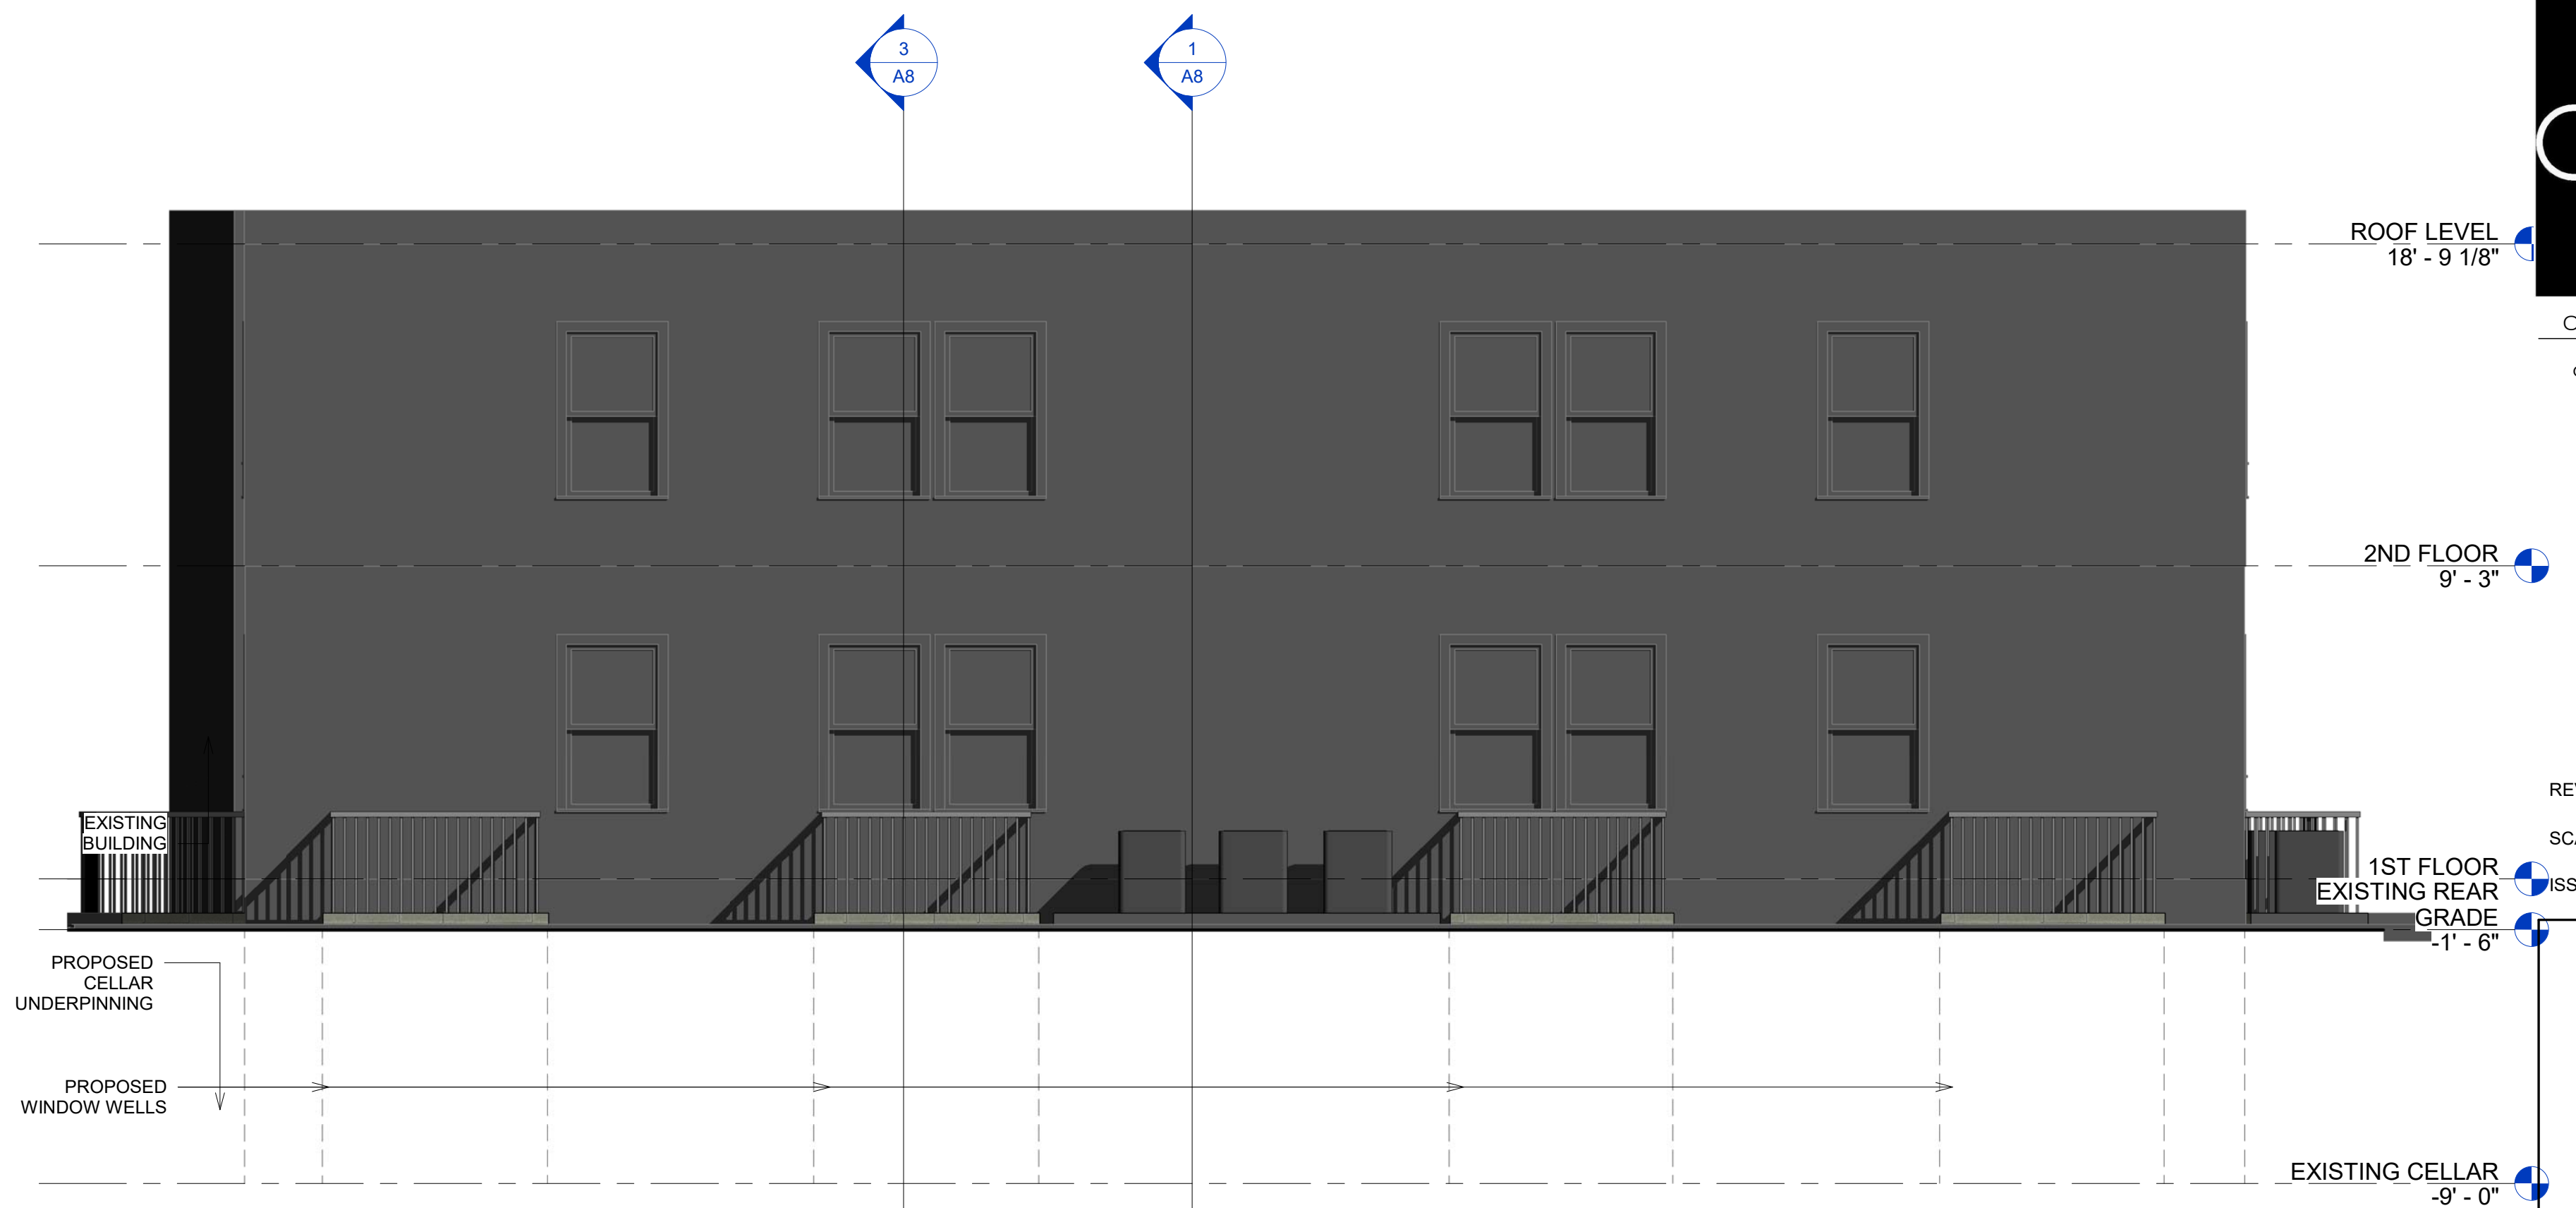 3
A8
1
A8
ROOF LEVEL
18' - 9 1/8"
2ND FLOOR
9' - 3"
EXISTING
BUILDING
1ST FLOOR
EXISTING REAR
GRADE
-1' - 6"
PROPOSED
CELLAR
UNDERPINNING
PROPOSED
WINDOW WELLS
EXISTING CELLAR
-9' - 0"